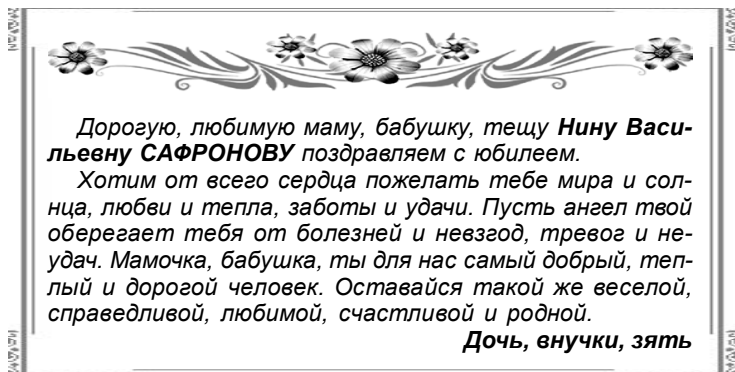 Дорогую, любимую маму, бабушку, тещу Нину Васи-
льевну САФРОНОВУ поздравляем с юбилеем.
Хотим от всего сердца пожелать тебе мира и сол-
нца, любви и тепла, заботы и удачи. Пусть ангел твой
оберегает тебя от болезней и невзгод, тревог и не-
удач. Мамочка, бабушка, ты для нас самый добрый, теп-
лый и дорогой человек. Оставайся такой же веселой,
справедливой, любимой, счастливой и родной.
Дочь, внучки, зять